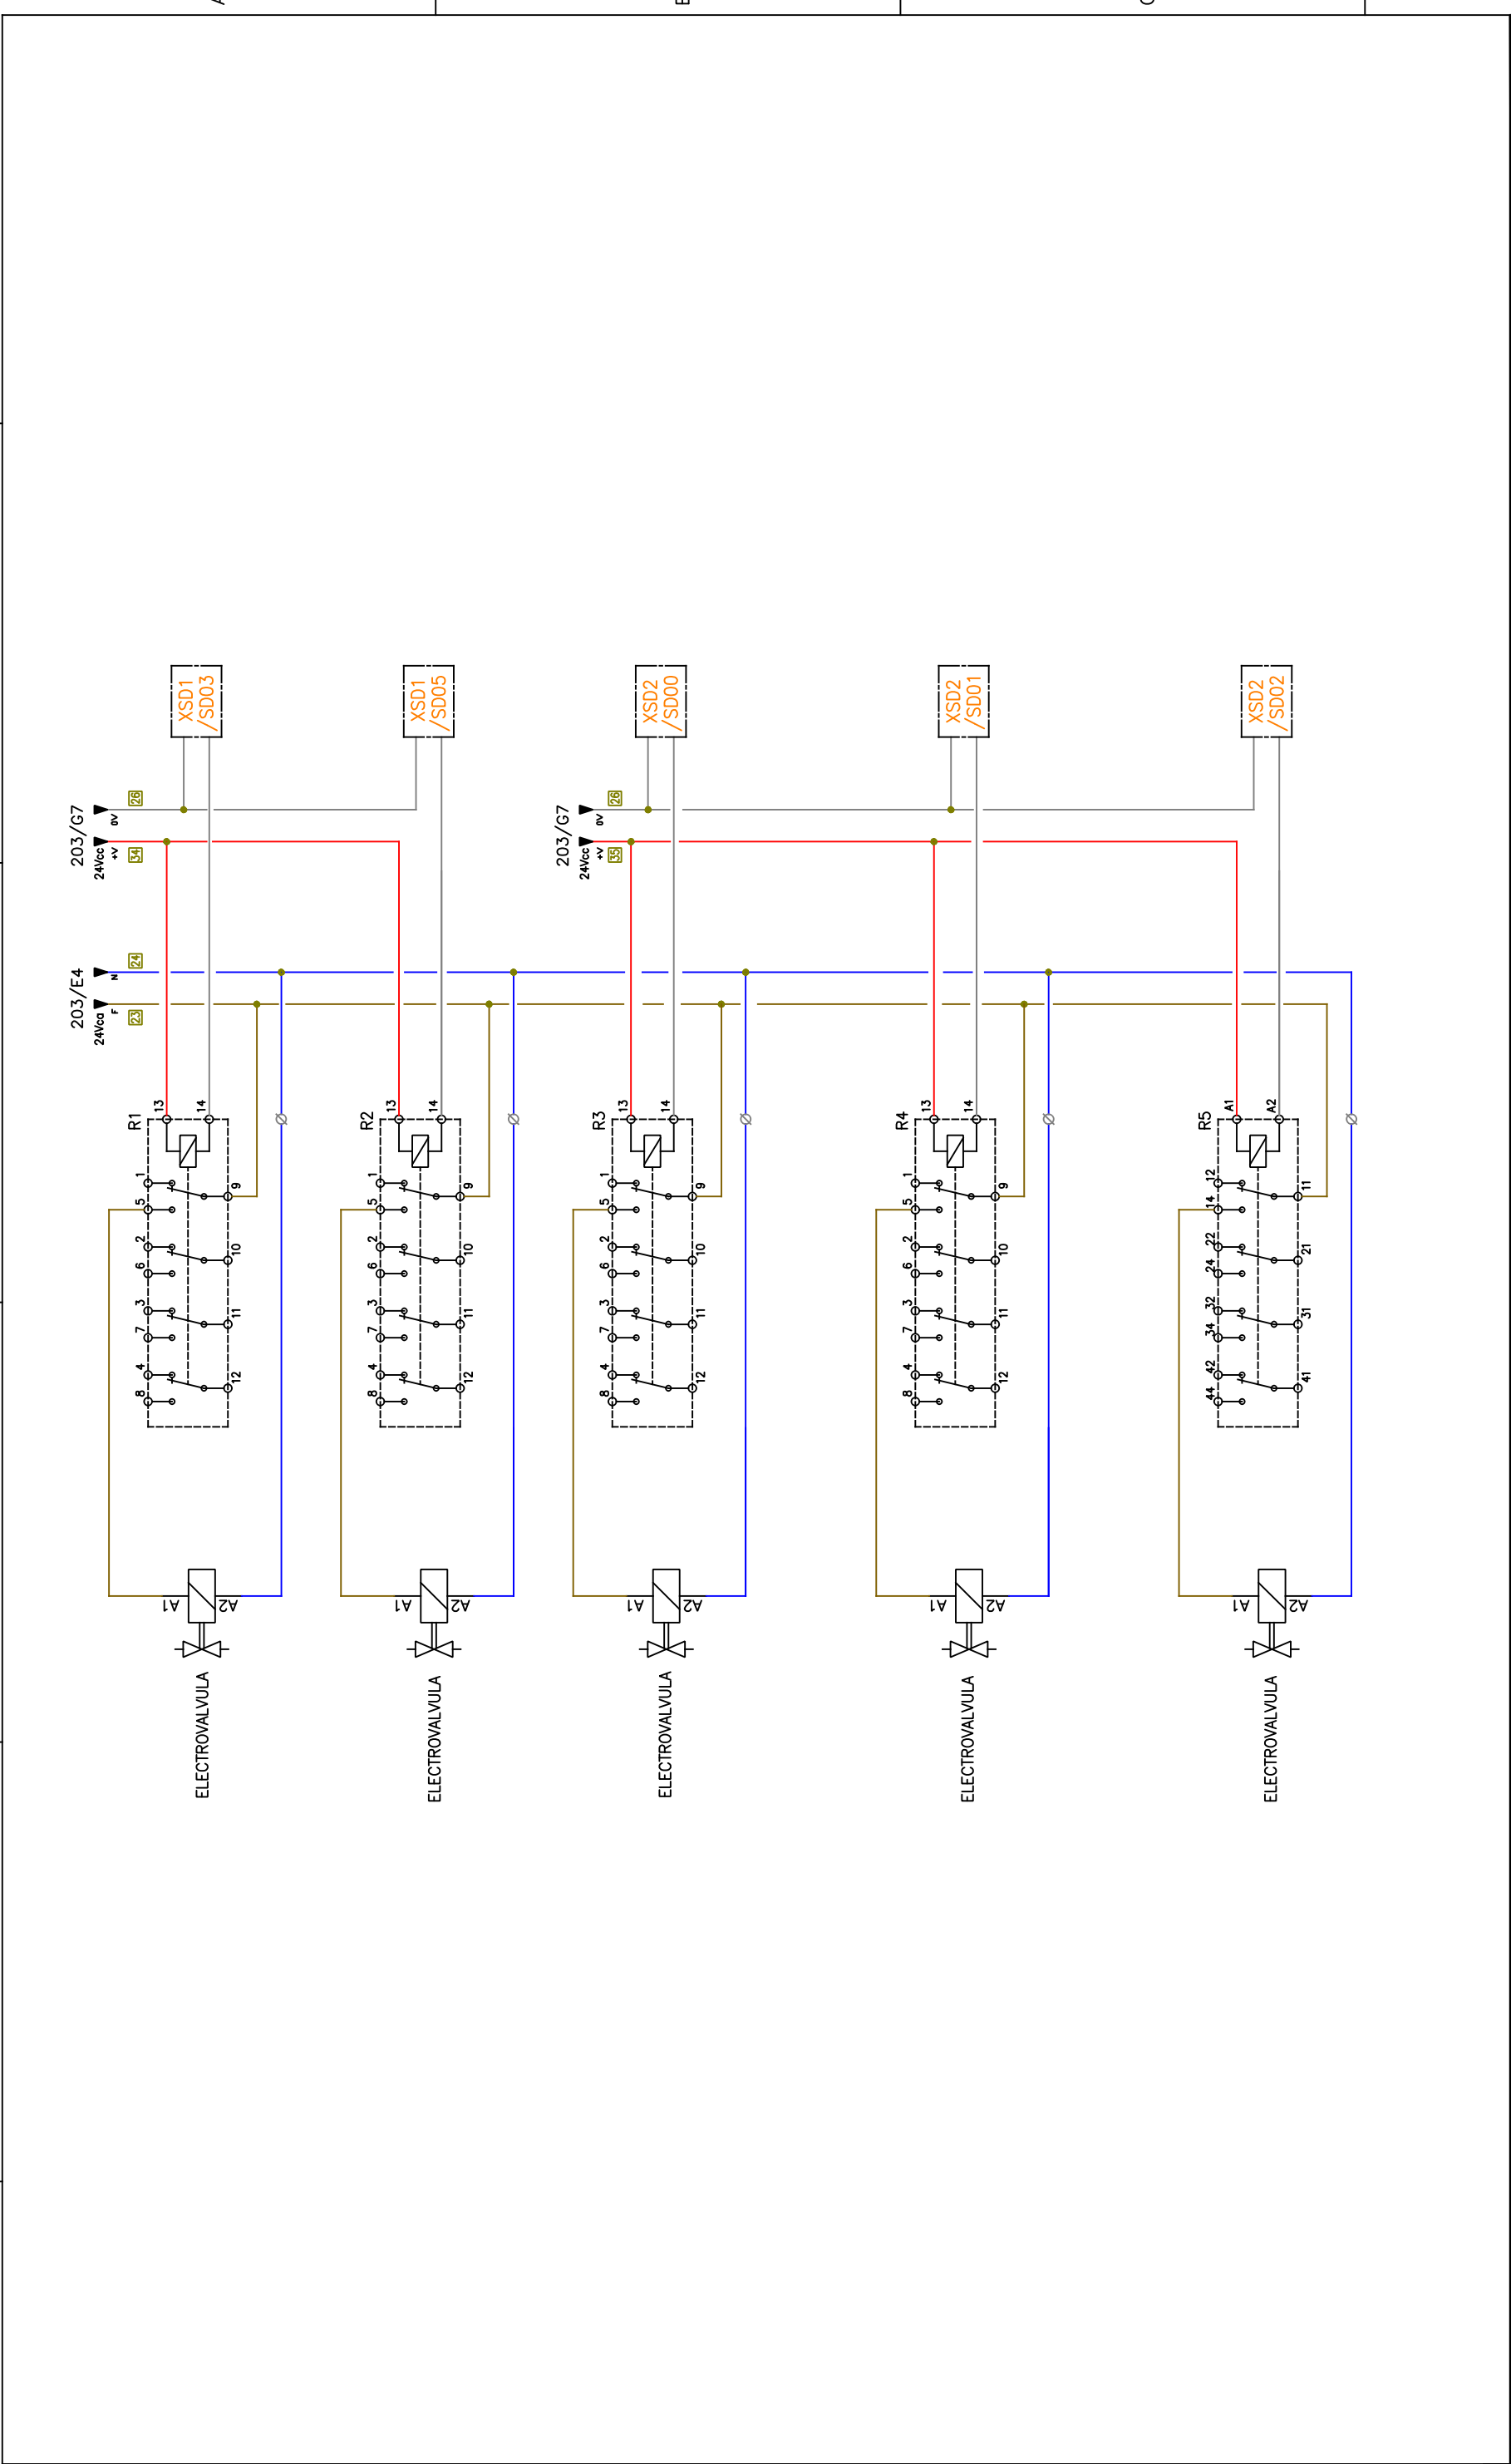 A
B
C
XSD1
/SD03
XSD1
/SD05
XSD2
/SD00
XSD2
/SD01
XSD2
/SD02
203/G7
24Vcc
+V
0V
34
26
203/G7
24Vcc
+V
0V
35
26
203/E4
24Vca
F
N
23
24
R1
13
14
1
5
9
2
6
10
3
7
11
4
8
12
R2
13
14
1
5
9
2
6
10
3
7
11
4
8
12
R3
13
14
1
5
9
2
6
10
3
7
11
4
8
12
R4
13
14
1
5
9
2
6
10
3
7
11
4
8
12
R5
A1
A2
12
14
11
22
24
21
32
34
31
42
44
41
A1
A2
A1
A2
A1
A2
A1
A2
A1
A2
ELECTROVALVULA
ELECTROVALVULA
ELECTROVALVULA
ELECTROVALVULA
ELECTROVALVULA